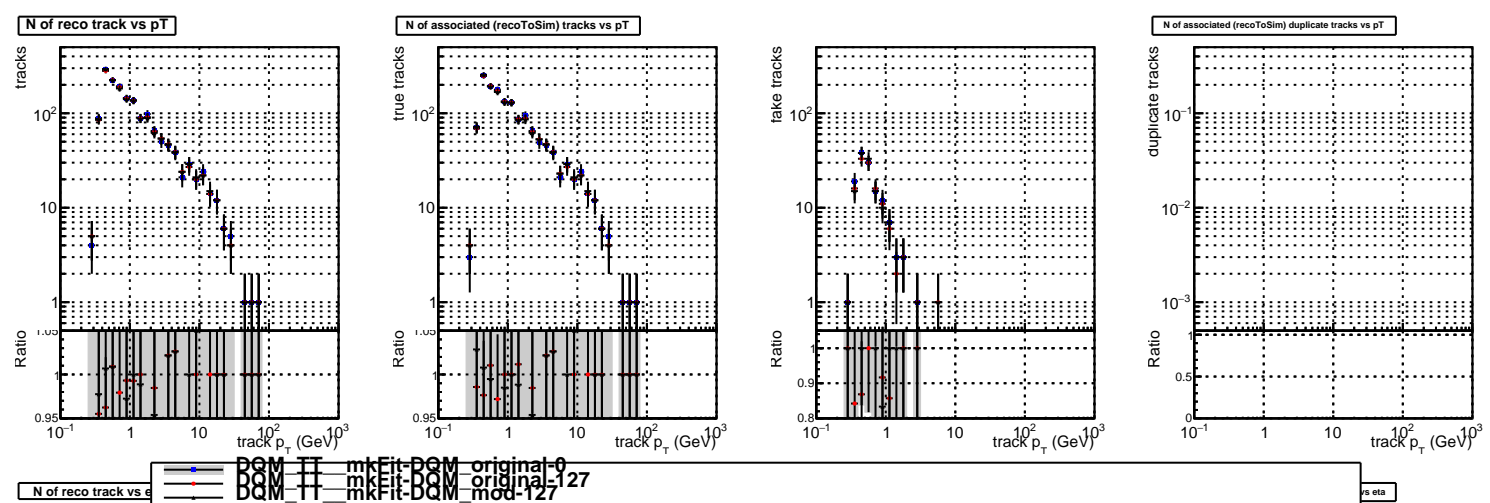 N of reco track vs pT
N of associated (recoToSim) tracks vs pT
N of associated (recoToSim) duplicate tracks vs pT
tracks
10²
10
1
Ratio
1.05
1
0.95
10⁻¹ 1 10 10² 10³
track p_T (GeV)
true tracks
10²
10
1
Ratio
1.05
1
0.95
10⁻¹ 1 10 10² 10³
track p_T (GeV)
fake tracks
10²
10
1
Ratio
1
0.9
0.8
10⁻¹ 1 10 10² 10³
track p_T (GeV)
duplicate tracks
10⁻¹
10⁻²
10⁻³
Ratio
1
0.5
0
10⁻¹ 1 10 10² 10³
track p_T (GeV)
DQM_TT__mkFit-DQM_original-0
DQM_TT__mkFit-DQM_original-127
DQM_TT__mkFit-DQM_mod-127
N of reco track vs e
vs eta